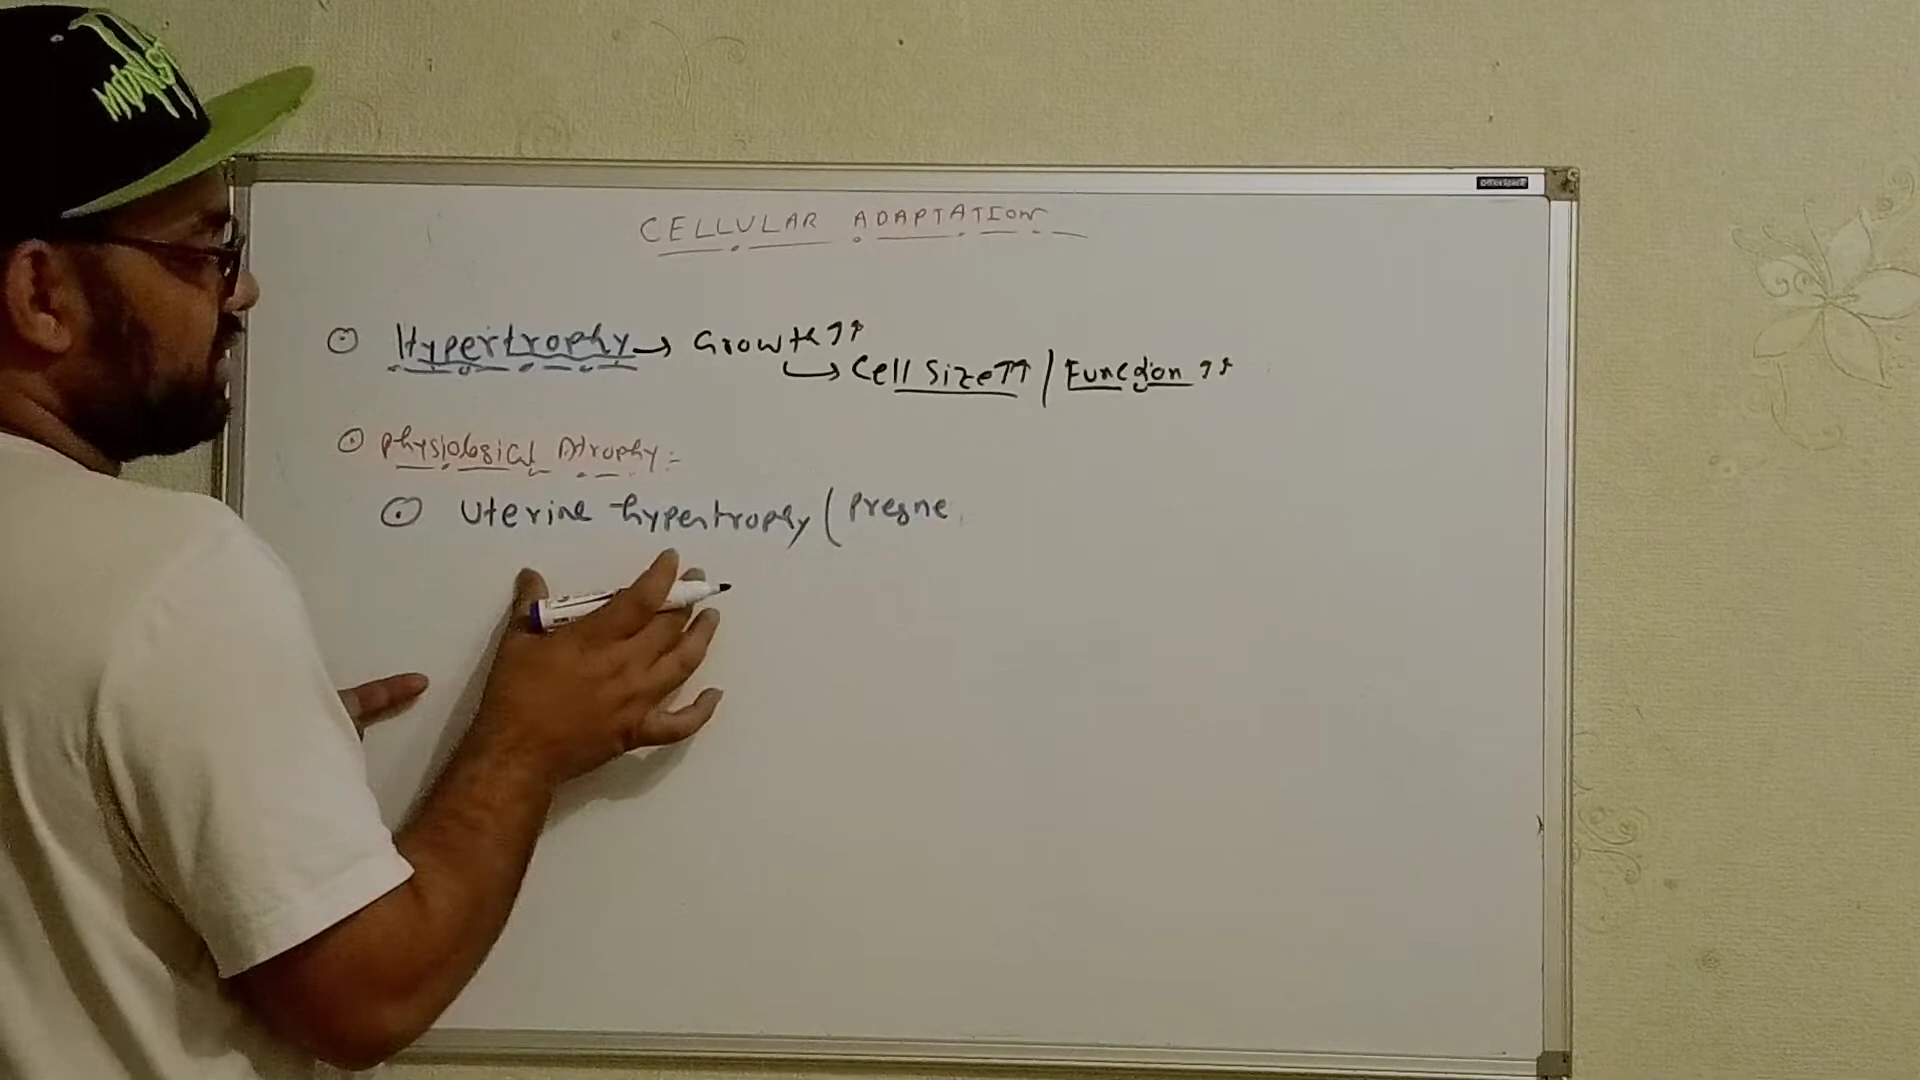 CELLULAR ADAPTATION
⊙ Hypertrophy → Growth ↑↑
↳ Cell Size ↑↑ / Function ↑↑
⊙ Physiological Atrophy :-
⊙ Uterine hypertrophy ( Pregne